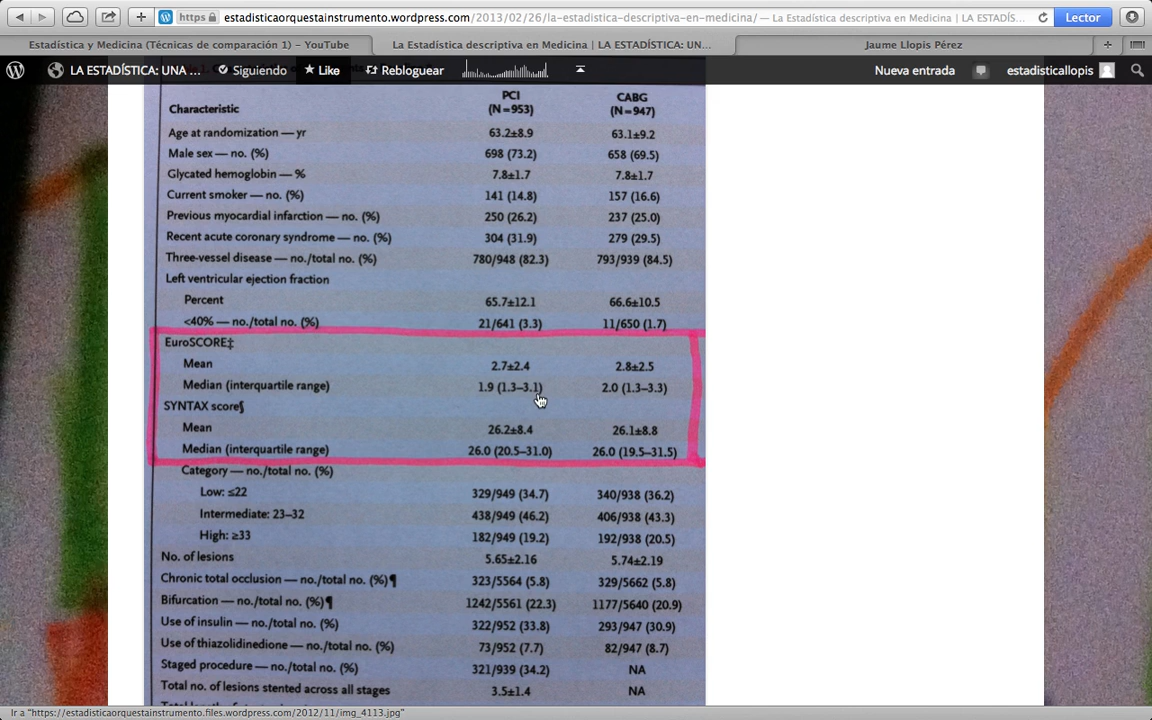 https estadisticaorquestainstrumento.wordpress.com/2013/02/26/la-estadistica-descriptiva-en-medicina/ — La Estadística descriptiva en Medicina | LA ESTADÍS... Lector
Estadística y Medicina (Técnicas de comparación 1) – YouTube La Estadística descriptiva en Medicina | LA ESTADÍSTICA: UN... Jaume Llopis Pérez
LA ESTADÍSTICA: UNA ... Siguiendo Like Rebloguear Nueva entrada estadisticallopis
Characteristic PCI (N=953) CABG (N=947)
Age at randomization — yr 63.2±8.9 63.1±9.2
Male sex — no. (%) 698 (73.2) 658 (69.5)
Glycated hemoglobin — % 7.8±1.7 7.8±1.7
Current smoker — no. (%) 141 (14.8) 157 (16.6)
Previous myocardial infarction — no. (%) 250 (26.2) 237 (25.0)
Recent acute coronary syndrome — no. (%) 304 (31.9) 279 (29.5)
Three-vessel disease — no./total no. (%) 780/948 (82.3) 793/939 (84.5)
Left ventricular ejection fraction
Percent 65.7±12.1 66.6±10.5
<40% — no./total no. (%) 21/641 (3.3) 11/650 (1.7)
EuroSCORE‡
Mean 2.7±2.4 2.8±2.5
Median (interquartile range) 1.9 (1.3–3.1) 2.0 (1.3–3.3)
SYNTAX score§
Mean 26.2±8.4 26.1±8.8
Median (interquartile range) 26.0 (20.5–31.0) 26.0 (19.5–31.5)
Category — no./total no. (%)
Low: ≤22 329/949 (34.7) 340/938 (36.2)
Intermediate: 23–32 438/949 (46.2) 406/938 (43.3)
High: ≥33 182/949 (19.2) 192/938 (20.5)
No. of lesions 5.65±2.16 5.74±2.19
Chronic total occlusion — no./total no. (%)¶ 323/5564 (5.8) 329/5662 (5.8)
Bifurcation — no./total no. (%)¶ 1242/5561 (22.3) 1177/5640 (20.9)
Use of insulin — no./total no. (%) 322/952 (33.8) 293/947 (30.9)
Use of thiazolidinedione — no./total no. (%) 73/952 (7.7) 82/947 (8.7)
Staged procedure — no./total no. (%) 321/939 (34.2) NA
Total no. of lesions stented across all stages 3.5±1.4 NA
Ir a "https://estadisticaorquestainstrumento.files.wordpress.com/2012/11/img_4113.jpg"